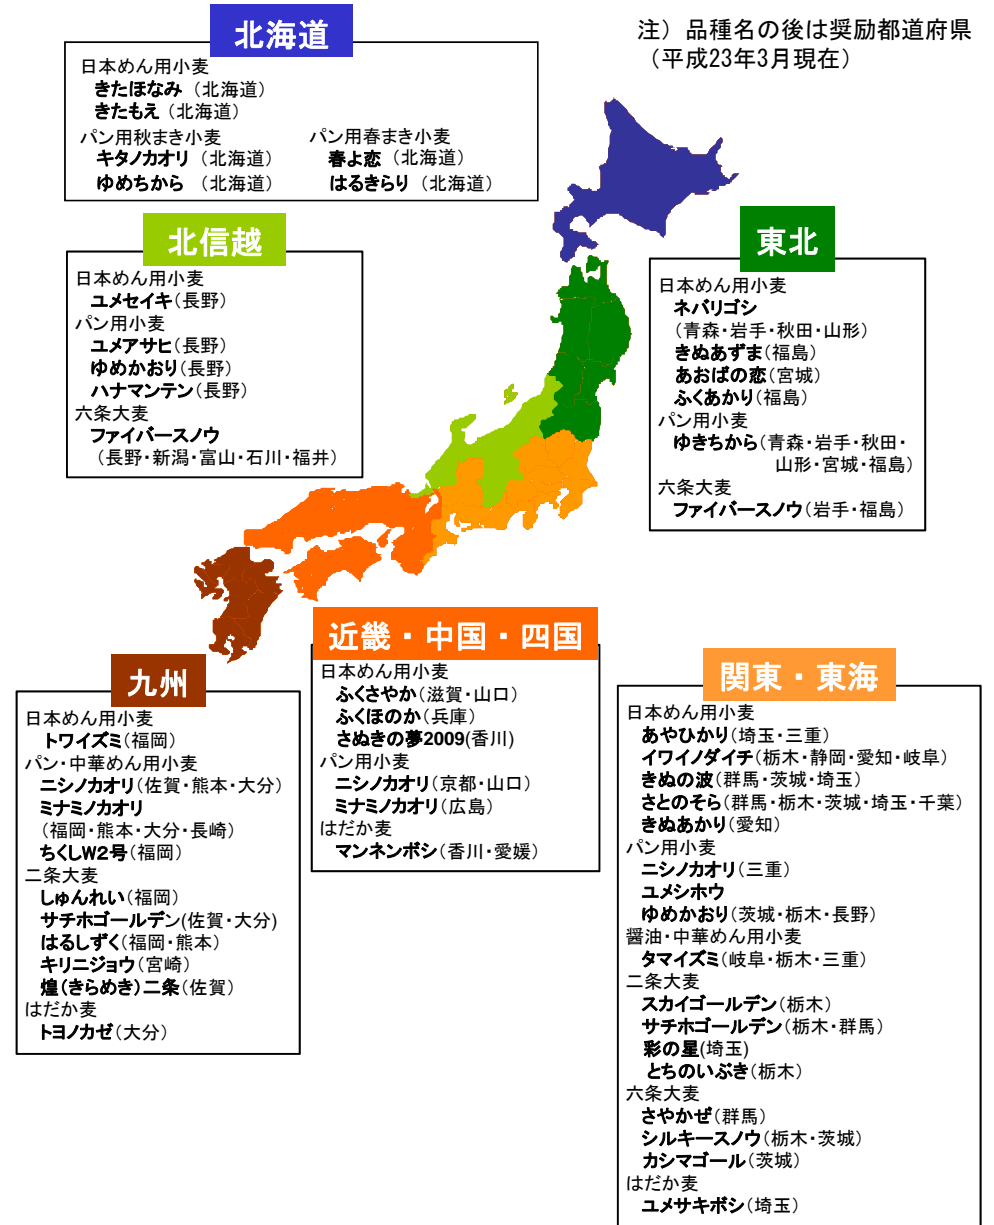 注）品種名の後は奨励都道府県
（平成23年3月現在）
北海道
日本めん用小麦
きたほなみ（北海道）
きたもえ（北海道）
パン用秋まき小麦
キタノカオリ（北海道）
ゆめちから（北海道）
パン用春まき小麦
春よ恋（北海道）
はるきらり（北海道）
北信越
日本めん用小麦
ユメセイキ（長野）
パン用小麦
ユメアサヒ（長野）
ゆめかおり（長野）
ハナマンテン（長野）
六条大麦
ファイバースノウ
（長野・新潟・富山・石川・福井）
東北
日本めん用小麦
ネバリゴシ
（青森・岩手・秋田・山形）
きぬあずま（福島）
あおばの恋（宮城）
ふくあかり（福島）
パン用小麦
ゆきちから（青森・岩手・秋田・
山形・宮城・福島）
六条大麦
ファイバースノウ（岩手・福島）
九州
日本めん用小麦
トワイズミ（福岡）
パン・中華めん用小麦
ニシノカオリ（佐賀・熊本・大分）
ミナミノカオリ
（福岡・熊本・大分・長崎）
ちくしW2号（福岡）
二条大麦
しゅんれい（福岡）
サチホゴールデン(佐賀・大分)
はるしずく（福岡・熊本）
キリニジョウ（宮崎）
煌（きらめき）二条（佐賀）
はだか麦
トヨノカゼ（大分）
近畿・中国・四国
日本めん用小麦
ふくさやか（滋賀・山口）
ふくほのか（兵庫）
さぬきの夢2009(香川)
パン用小麦
ニシノカオリ（京都・山口）
ミナミノカオリ（広島）
はだか麦
マンネンボシ（香川・愛媛）
関東・東海
日本めん用小麦
あやひかり（埼玉・三重）
イワイノダイチ（栃木・静岡・愛知・岐阜）
きぬの波（群馬・茨城・埼玉）
さとのそら（群馬・栃木・茨城・埼玉・千葉）
きぬあかり（愛知）
パン用小麦
ニシノカオリ（三重）
ユメシホウ
ゆめかおり（茨城・栃木・長野）
醤油・中華めん用小麦
タマイズミ（岐阜・栃木・三重）
二条大麦
スカイゴールデン（栃木）
サチホゴールデン（栃木・群馬）
彩の星(埼玉)
とちのいぶき（栃木）
六条大麦
さやかぜ（群馬）
シルキースノウ（栃木・茨城）
カシマゴール（茨城）
はだか麦
ユメサキボシ（埼玉）